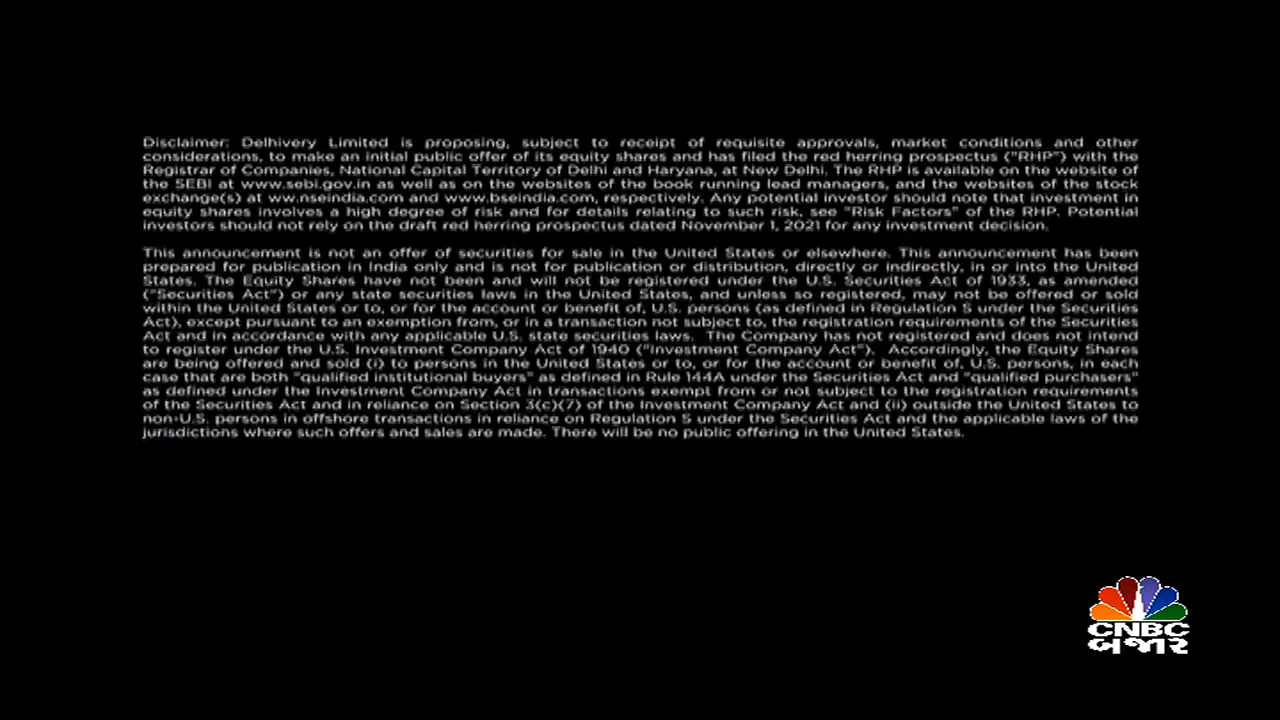 Disclaimer: Delhivery Limited is proposing, subject to receipt of requisite approvals, market conditions and other
considerations, to make an initial public offer of its equity shares and has filed the red herring prospectus ("RHP") with the
Registrar of Companies, National Capital Territory of Delhi and Haryana, at New Delhi. The RHP is available on the website of
the SEBI at www.sebi.gov.in as well as on the websites of the book running lead managers, and the websites of the stock
exchange(s) at ww.nseindia.com and www.bseindia.com, respectively. Any potential investor should note that investment in
equity shares involves a high degree of risk and for details relating to such risk, see "Risk Factors" of the RHP. Potential
investors should not rely on the draft red herring prospectus dated November 1, 2021 for any investment decision.
This announcement is not an offer of securities for sale in the United States or elsewhere. This announcement has been
prepared for publication in India only and is not for publication or distribution, directly or indirectly, in or into the United
States. The Equity Shares have not been and will not be registered under the U.S. Securities Act of 1933, as amended
("Securities Act") or any state securities laws in the United States, and unless so registered, may not be offered or sold
within the United States or to, or for the account or benefit of, U.S. persons (as defined in Regulation S under the Securities
Act), except pursuant to an exemption from, or in a transaction not subject to, the registration requirements of the Securities
Act and in accordance with any applicable U.S. state securities laws. The Company has not registered and does not intend
to register under the U.S. Investment Company Act of 1940 ("Investment Company Act"). Accordingly, the Equity Shares
are being offered and sold (i) to persons in the United States or to, or for the account or benefit of, U.S. persons, in each
case that are both "qualified institutional buyers" as defined in Rule 144A under the Securities Act and "qualified purchasers"
as defined under the Investment Company Act in transactions exempt from or not subject to the registration requirements
of the Securities Act and in reliance on Section 3(c)(7) of the Investment Company Act and (ii) outside the United States to
non-U.S. persons in offshore transactions in reliance on Regulation S under the Securities Act and the applicable laws of the
jurisdictions where such offers and sales are made. There will be no public offering in the United States.
CNBC
બજાર